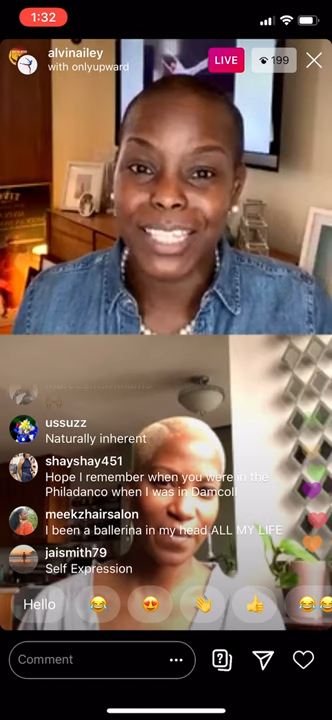 1:32
alvinailey
with onlyupward
LIVE
199
ussuzz
Naturally inherent
shayshay451
Hope I remember when you were in the
Philadanco when I was in Damcol
meekzhairsalon
I been a ballerina in my head ALL MY LIFE
jaismith79
Self Expression
Hello
Comment